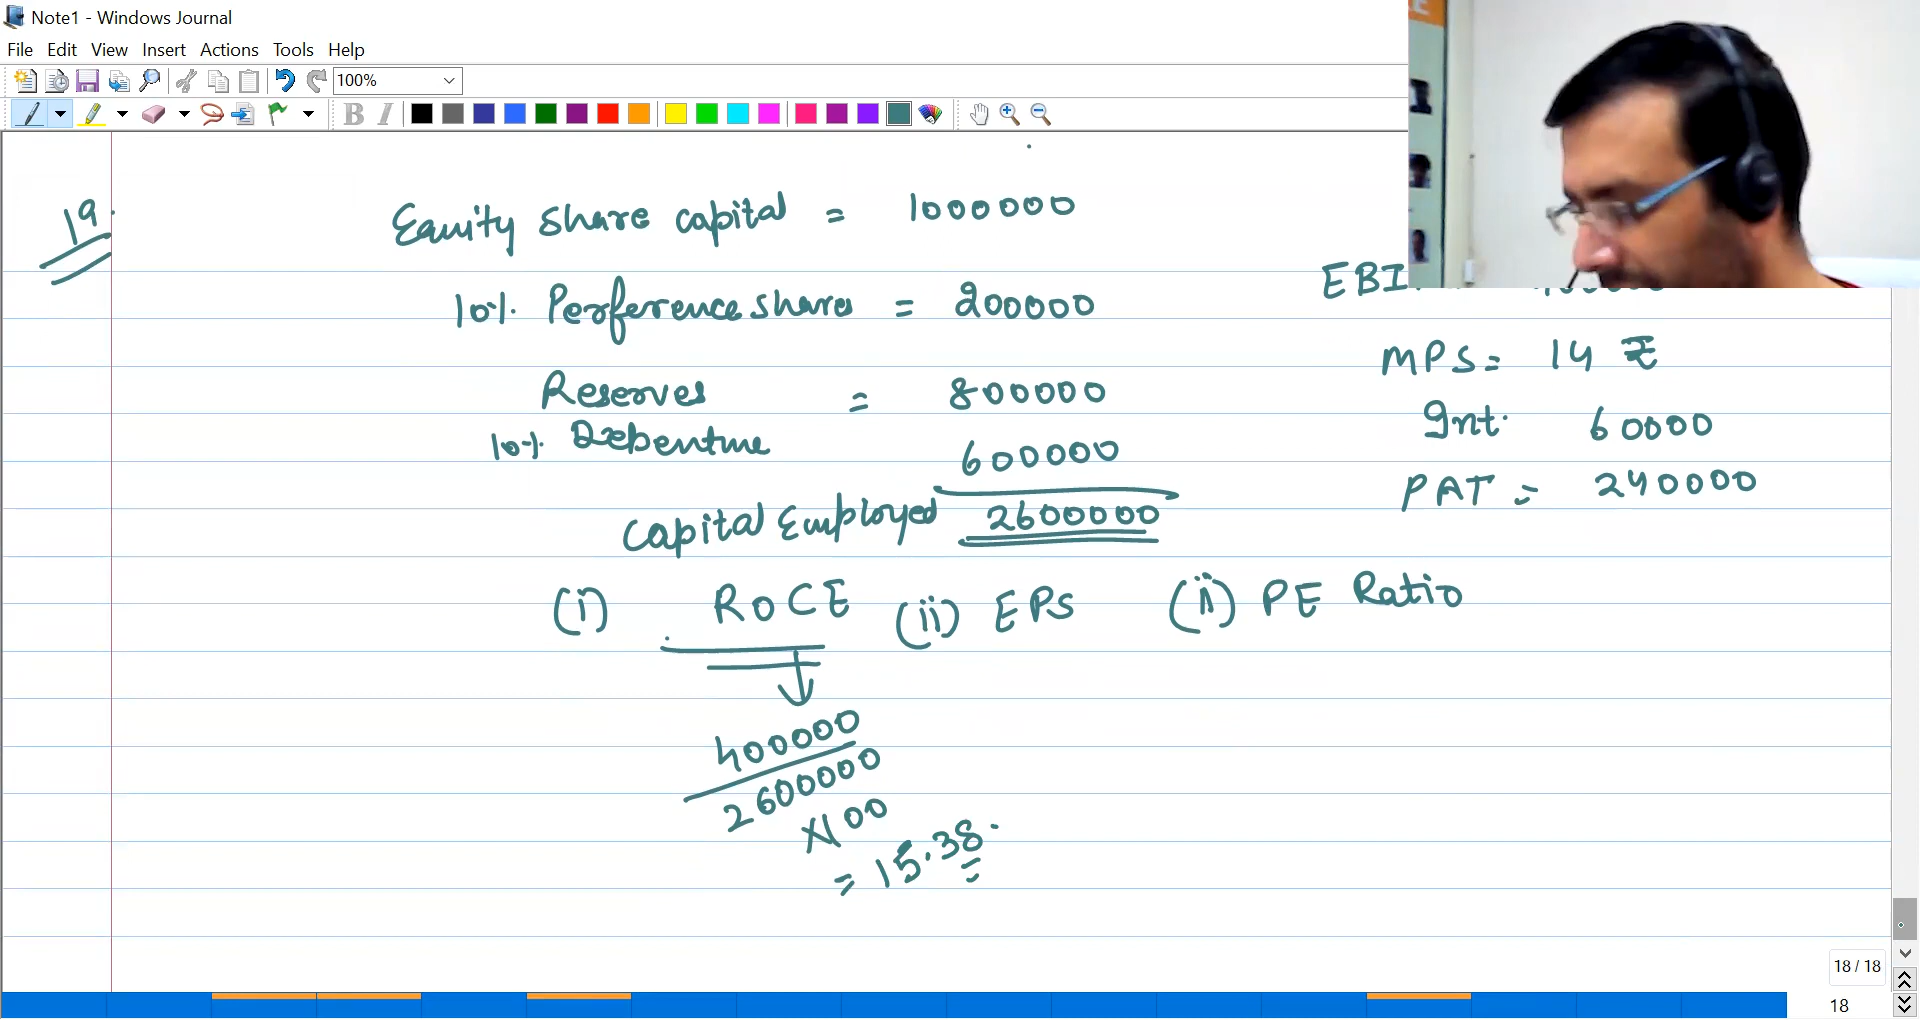 Note1 - Windows Journal
File Edit View Insert Actions Tools Help
100%
B I
19.
Equity Share capital = 1000000
10%. Perference share = 200000
EBI
MPS = 14 ₹
Reserves = 800000
Int. 60000
10%. Debenture 600000
PAT = 240000
Capital Employed 2600000
(i) ROCE (ii) EPS (ii) PE Ratio
400000
2600000
X100
= 15.38.
18 / 18
18